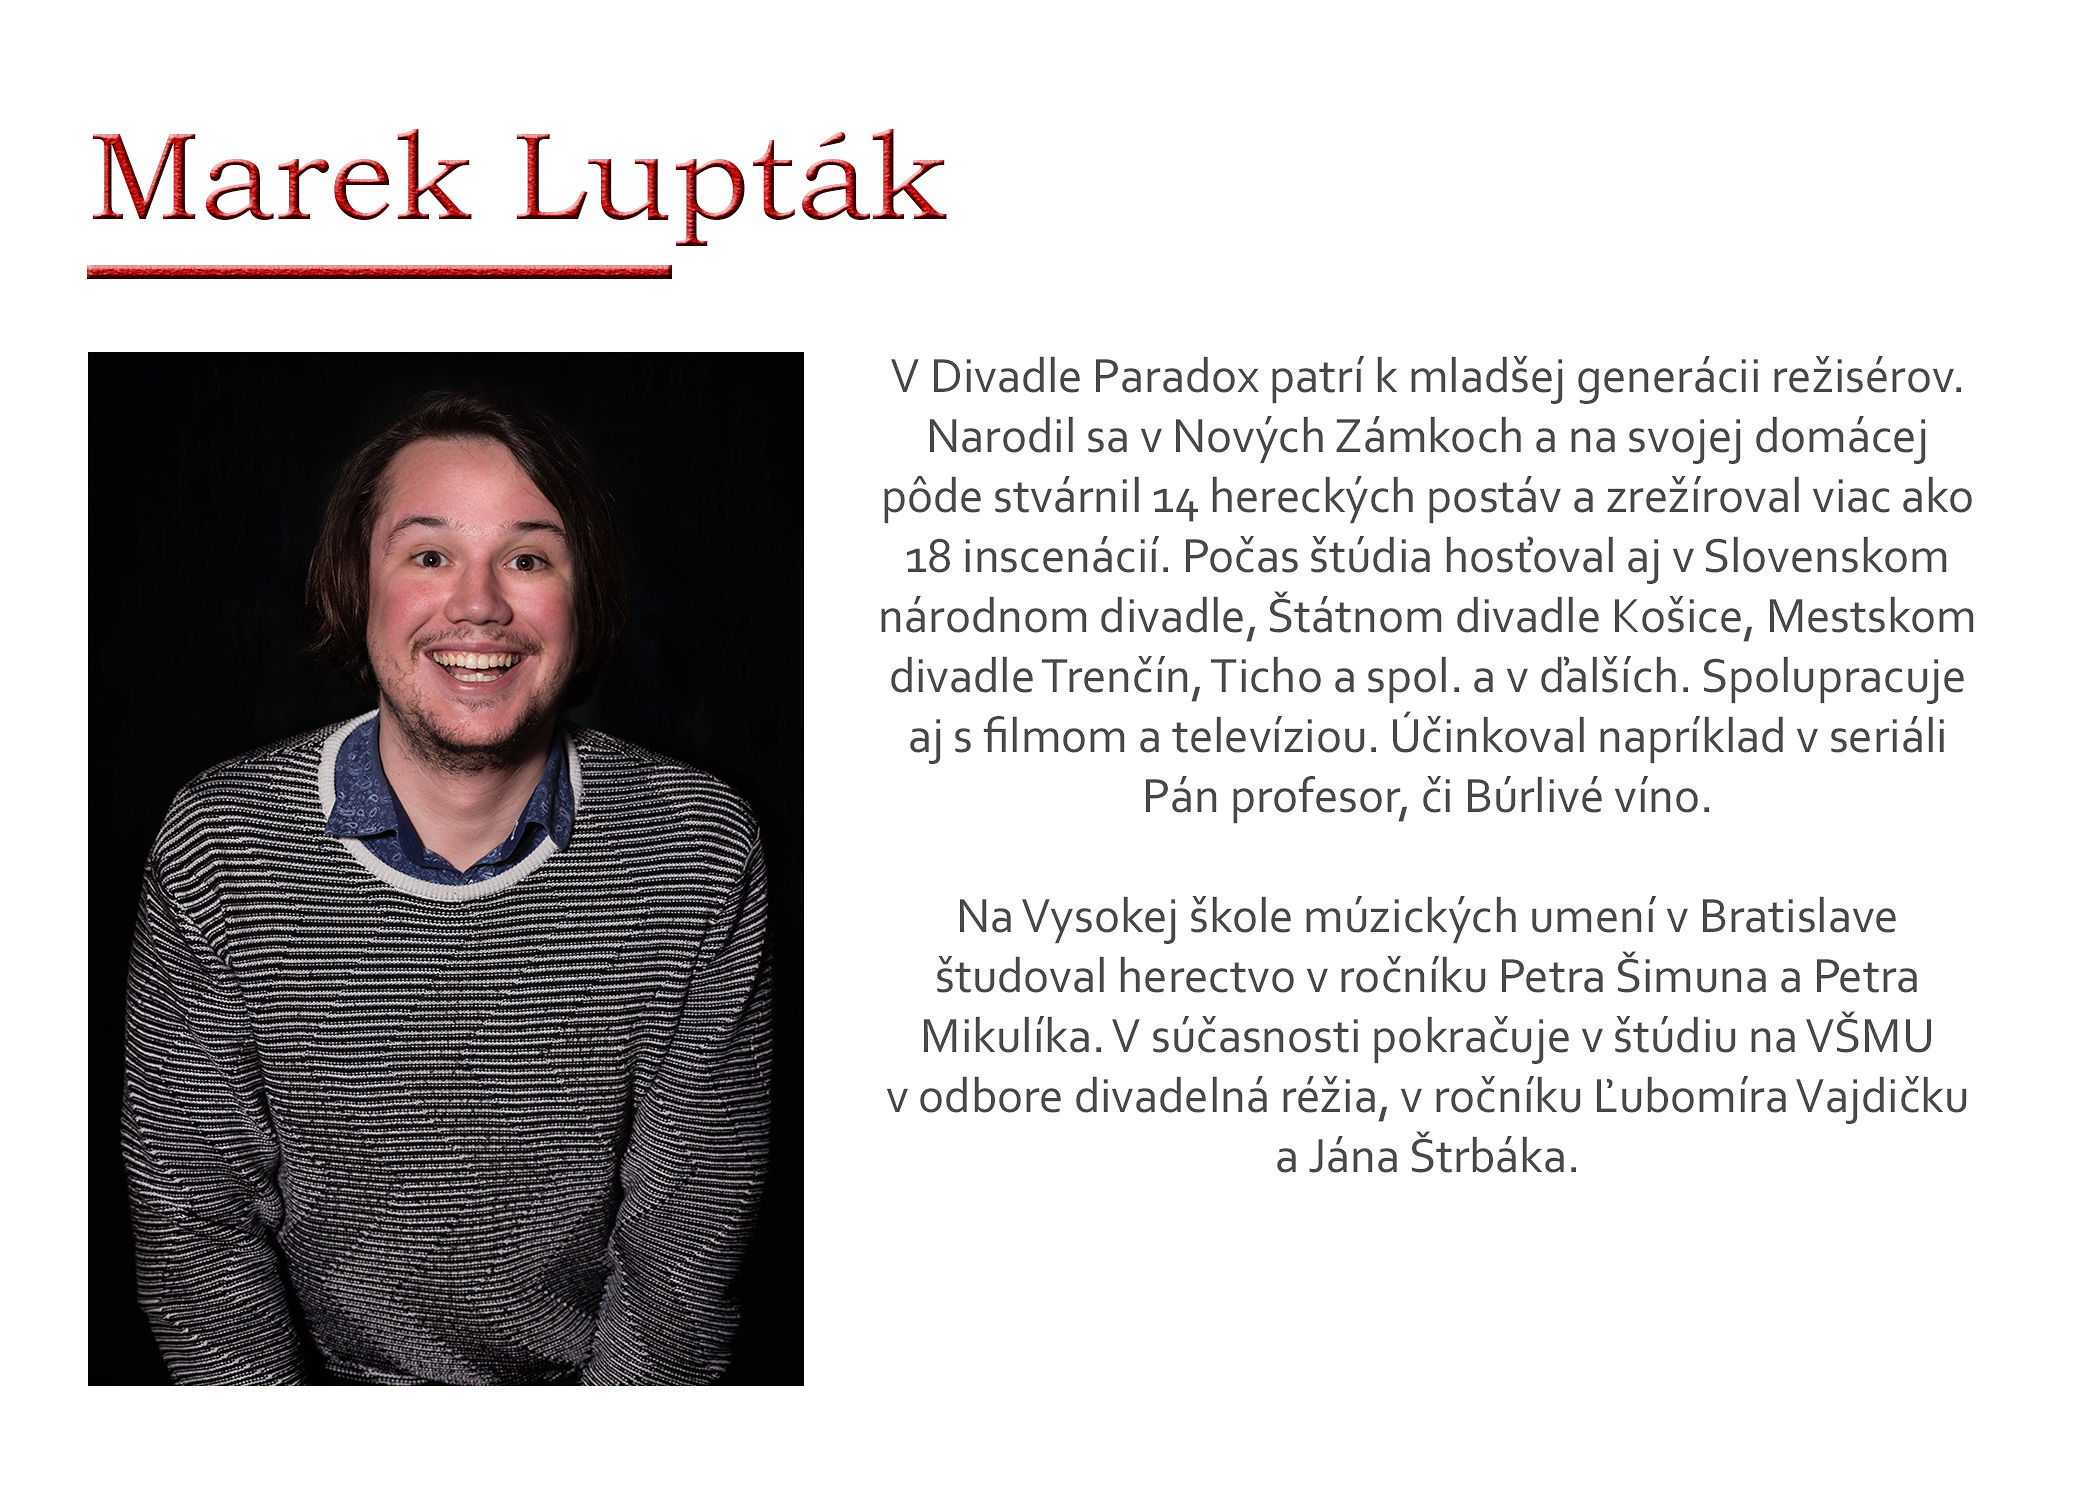 Marek Lupták
V Divadle Paradox patrí k mladšej generácii režisérov.
Narodil sa v Nových Zámkoch a na svojej domácej
pôde stvárnil 14 hereckých postáv a zrežíroval viac ako
18 inscenácií. Počas štúdia hosťoval aj v Slovenskom
národnom divadle, Štátnom divadle Košice, Mestskom
divadle Trenčín, Ticho a spol. a v ďalších. Spolupracuje
aj s filmom a televíziou. Účinkoval napríklad v seriáli
Pán profesor, či Búrlivé víno.
Na Vysokej škole múzických umení v Bratislave
študoval herectvo v ročníku Petra Šimuna a Petra
Mikulíka. V súčasnosti pokračuje v štúdiu na VŠMU
v odbore divadelná réžia, v ročníku Ľubomíra Vajdičku
a Jána Štrbáka.